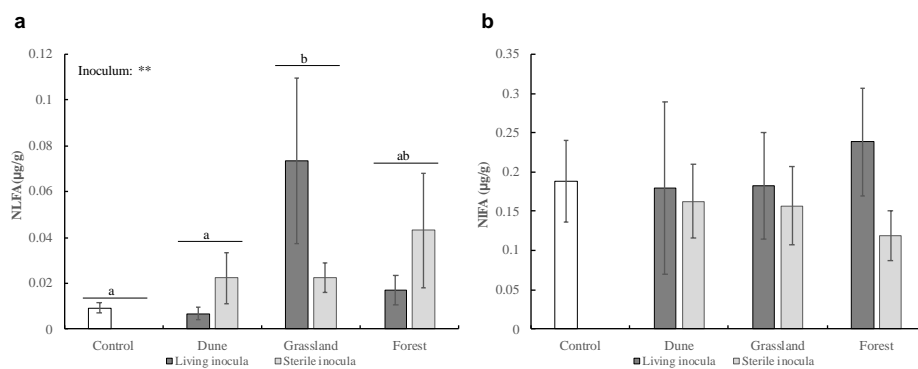 a
b
0.12
0.1
0.08
0.06
0.04
0.02
0
NLFA(µg/g)
Inoculum: **
a
a
b
ab
Control Dune Grassland Forest
Living inocula Sterile inocula
0.4
0.35
0.3
0.25
0.2
0.15
0.1
0.05
0
NlFA (µg/g)
Control Dune Grassland Forest
Living inocula Sterile inocula